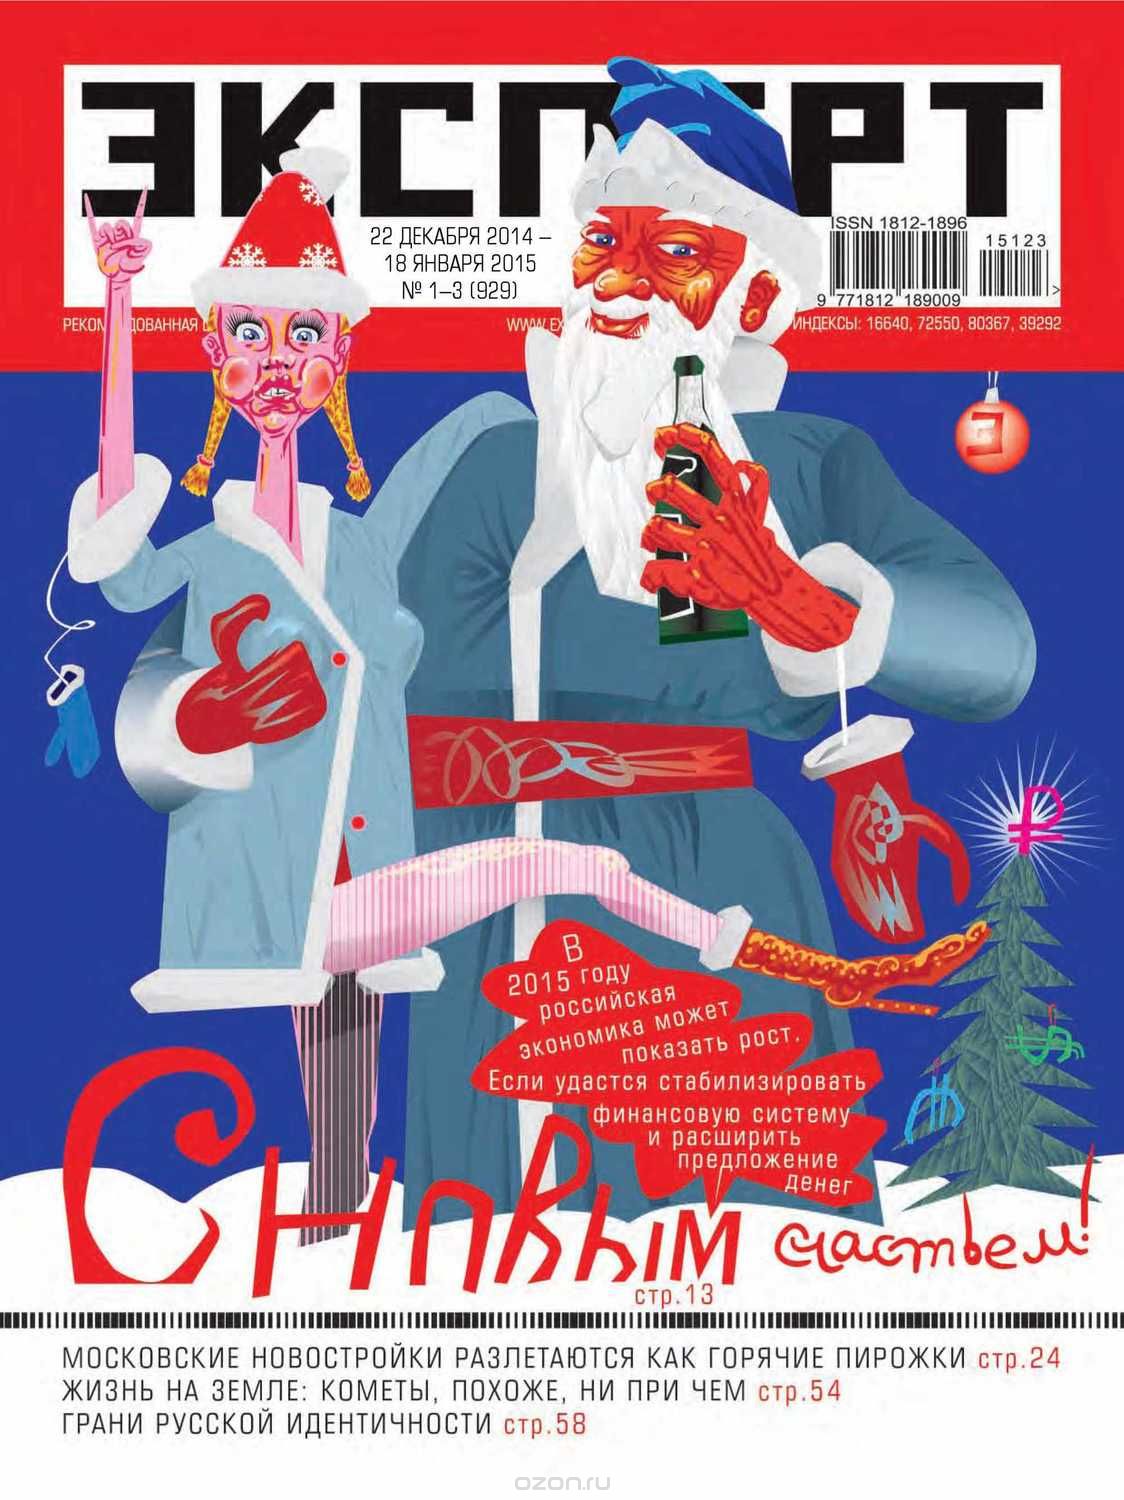 ЭКСПЕРТ
22 ДЕКАБРЯ 2014 –
18 ЯНВАРЯ 2015
№ 1–3 (929)
ISSN 1812-1896
15123
9 771812 189009 >
WWW.EX
ИНДЕКСЫ: 16640, 72550, 80367, 39292
Э
В
2015 году
российская
экономика может
показать рост.
Если удастся стабилизировать
финансовую систему
и расширить
предложение
денег
С новым счастьем!
стр.13
МОСКОВСКИЕ НОВОСТРОЙКИ РАЗЛЕТАЮТСЯ КАК ГОРЯЧИЕ ПИРОЖКИ стр.24
ЖИЗНЬ НА ЗЕМЛЕ: КОМЕТЫ, ПОХОЖЕ, НИ ПРИ ЧЕМ стр.54
ГРАНИ РУССКОЙ ИДЕНТИЧНОСТИ стр.58
ozon.ru